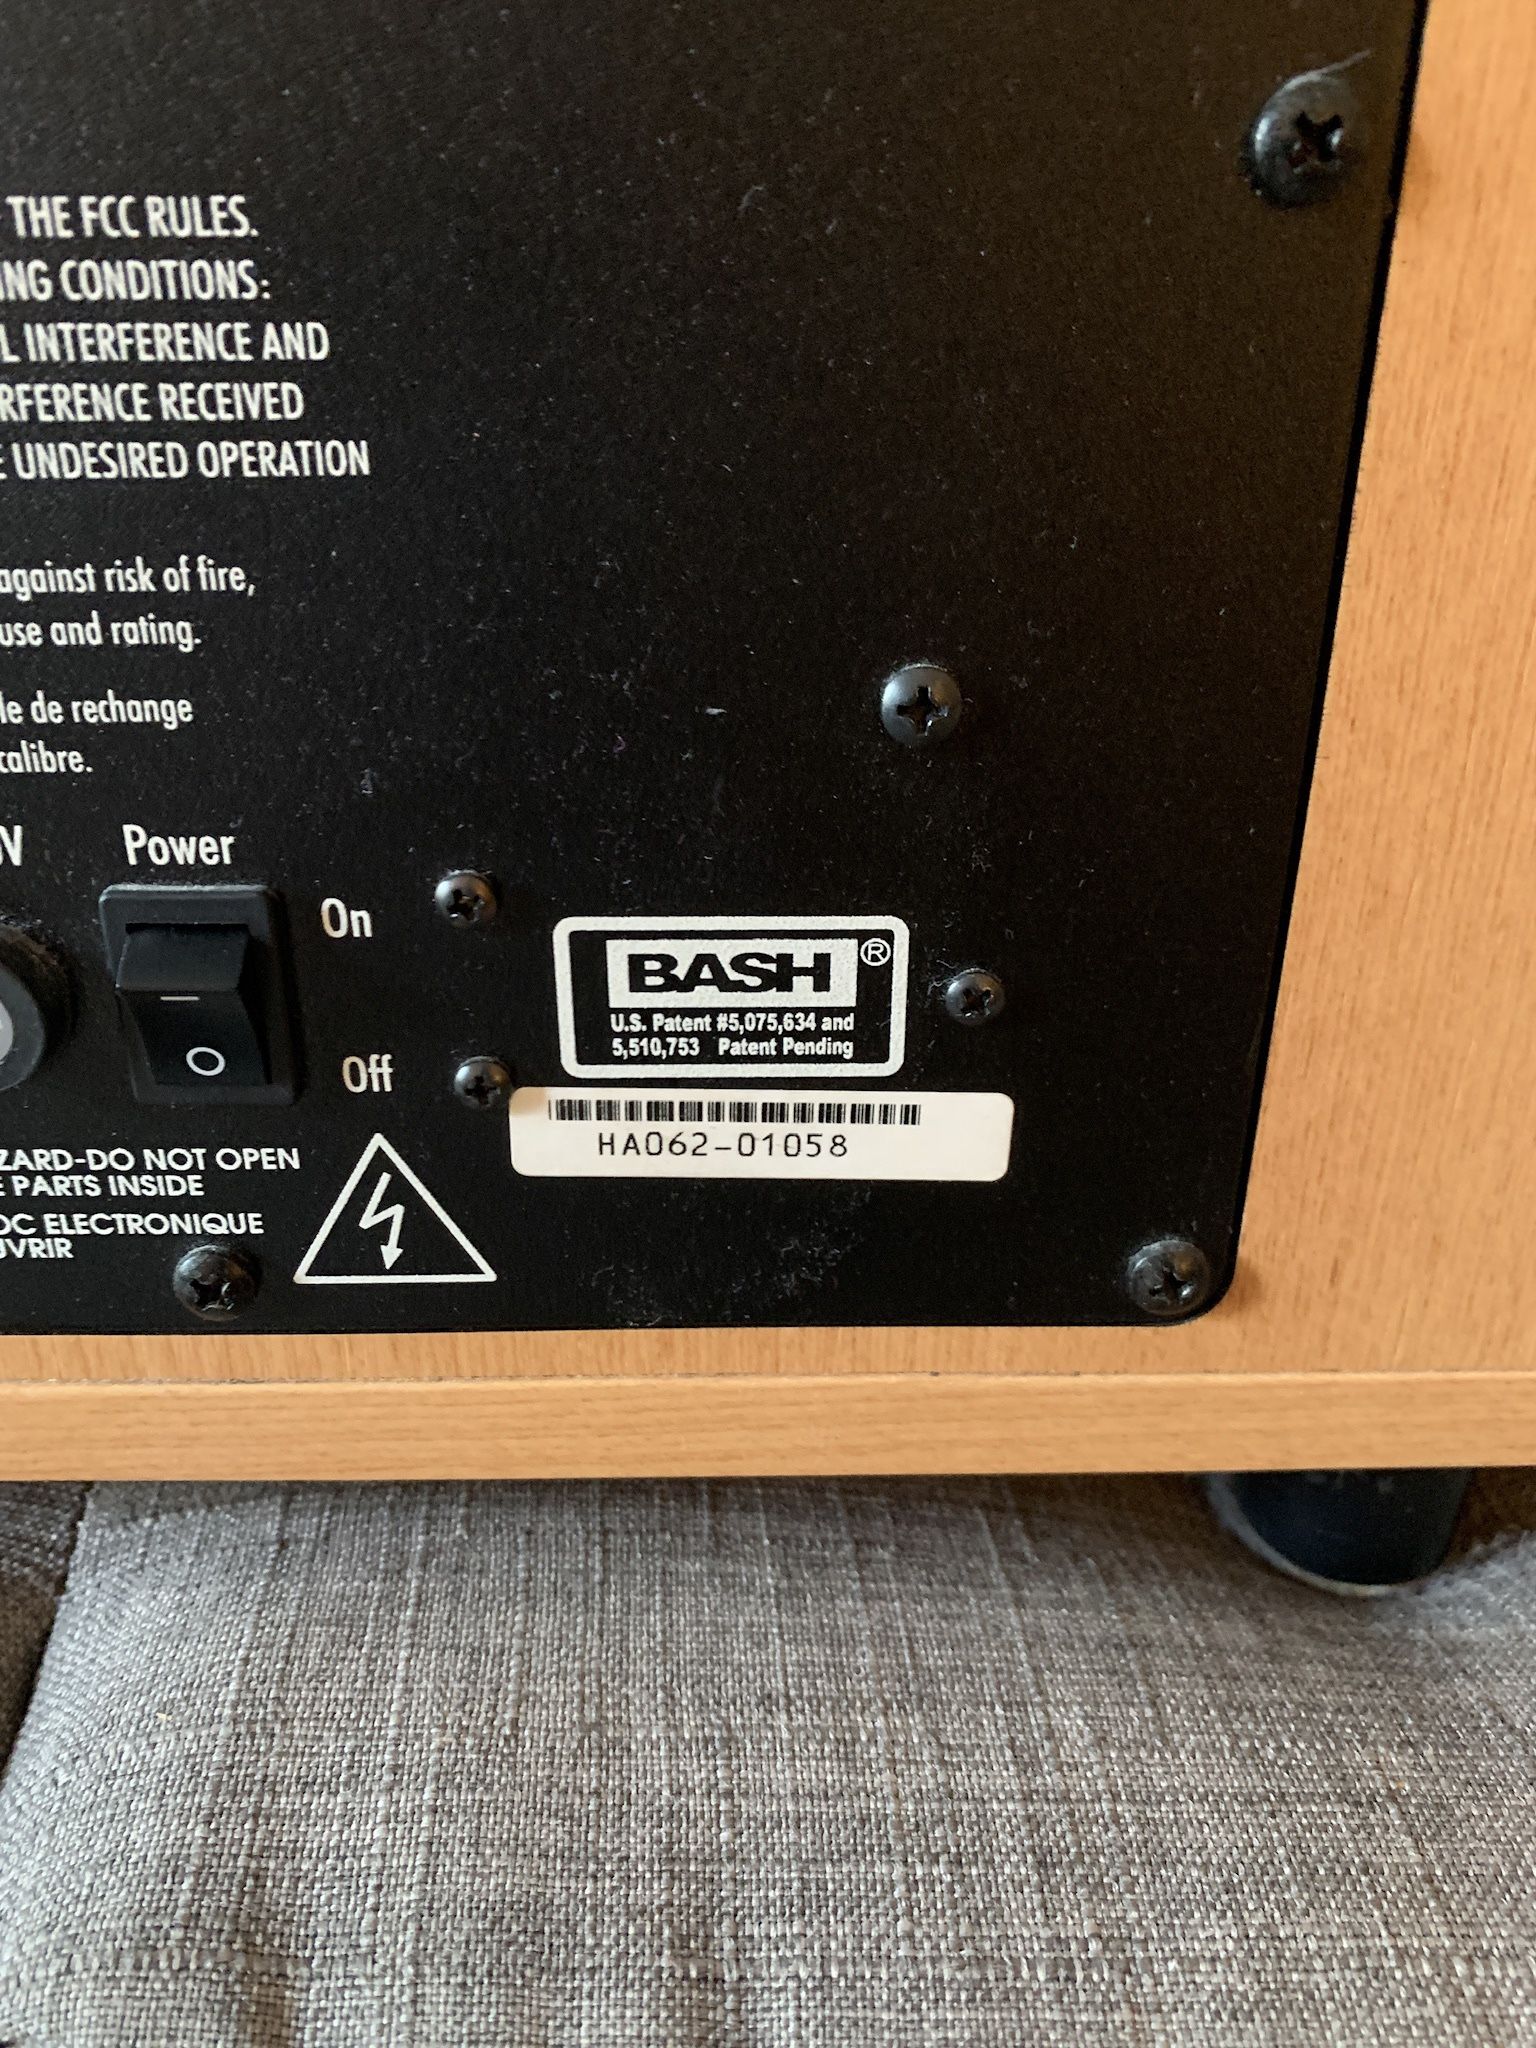 THE FCC RULES.
ING CONDITIONS:
L INTERFERENCE AND
RFERENCE RECEIVED
E UNDESIRED OPERATION
against risk of fire,
use and rating.
le de rechange
calibre.
V
Power
On
Off
BASH®
U.S. Patent #5,075,634 and
5,510,753 Patent Pending
HA062-01058
ZARD-DO NOT OPEN
E PARTS INSIDE
OC ELECTRONIQUE
UVRIR